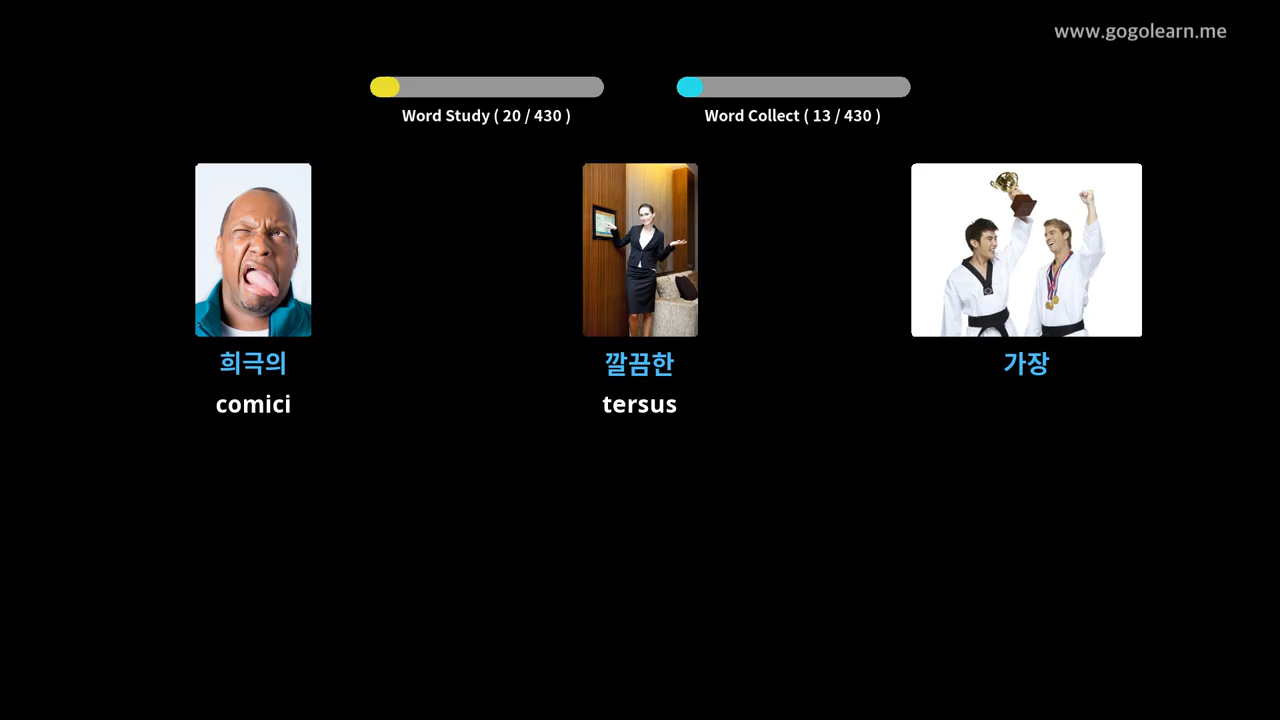 www.gogolearn.me
Word Study ( 20 / 430 )
Word Collect ( 13 / 430 )
희극의
깔끔한
가장
comici
tersus